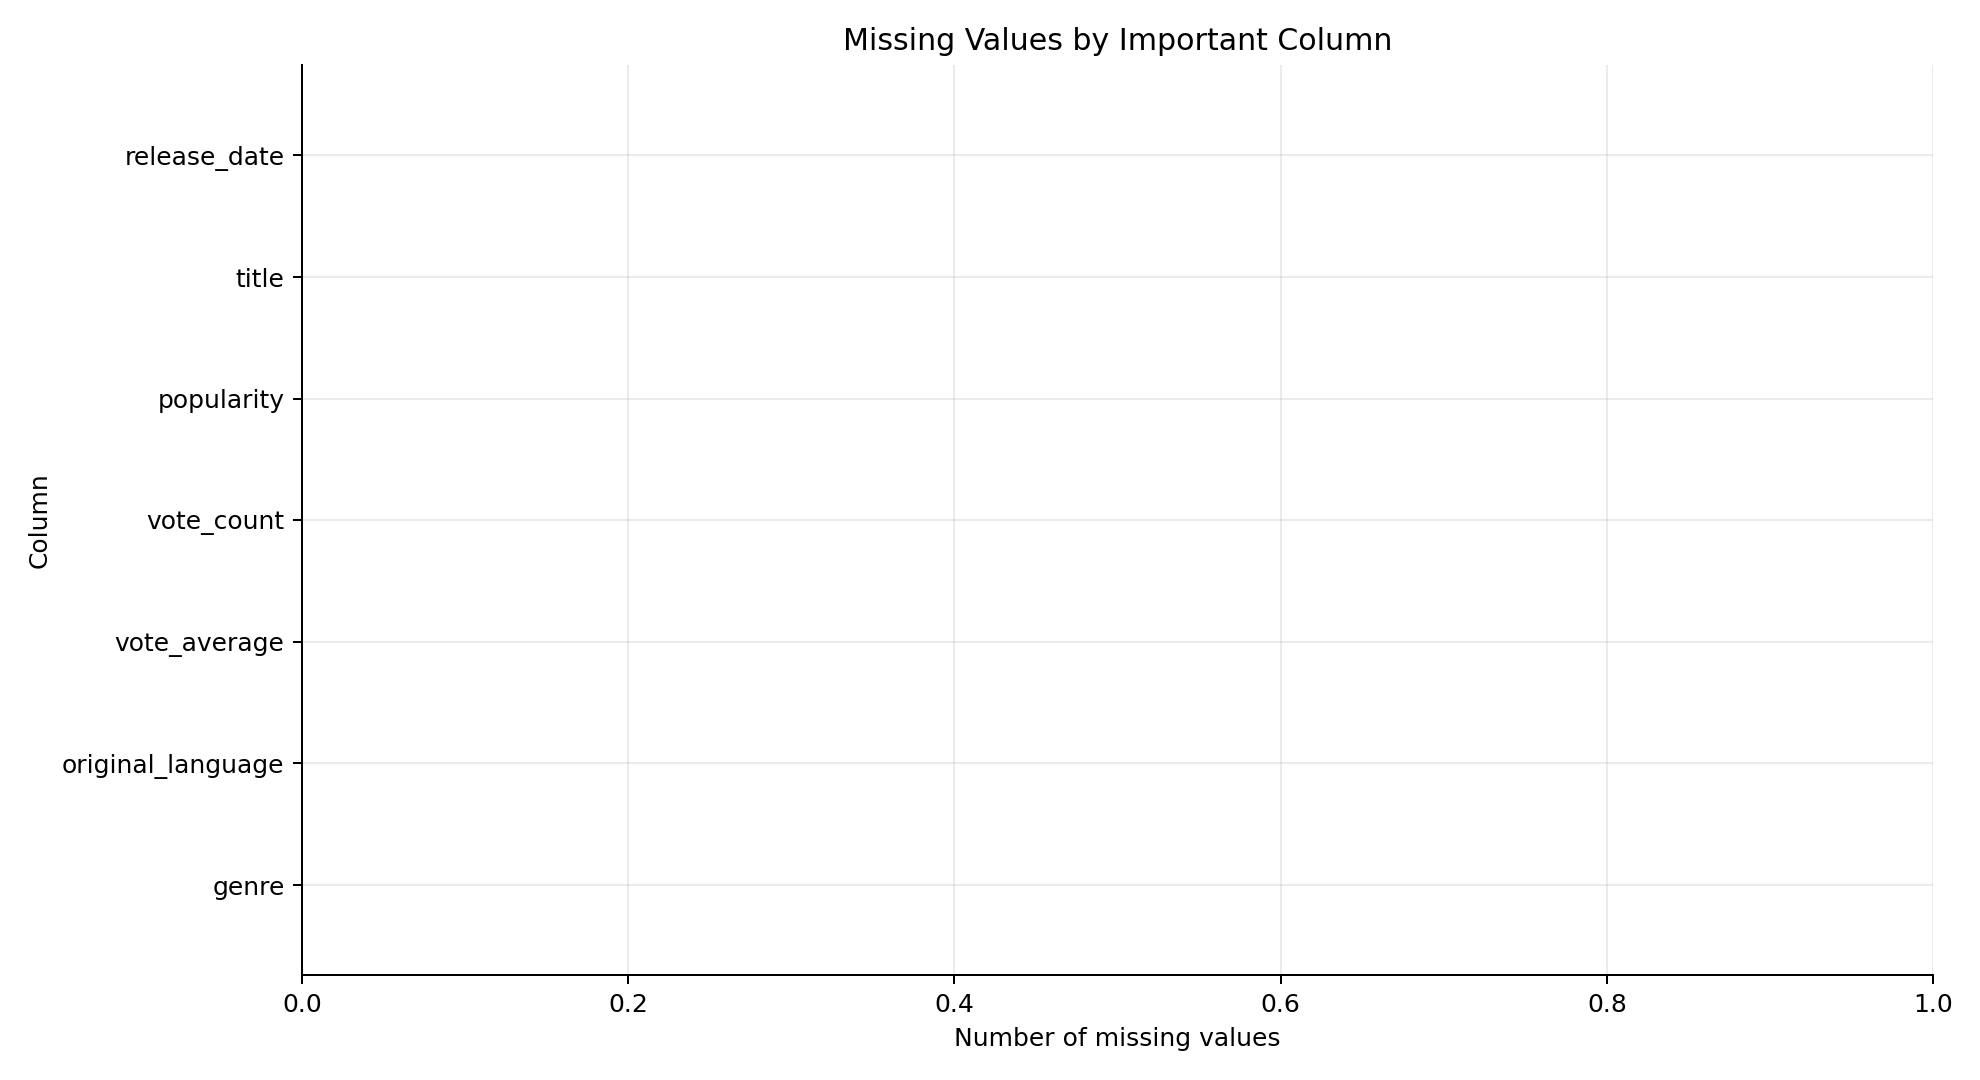 Missing Values by Important Column
release_date
title
popularity
vote_count
vote_average
original_language
genre
Column
0.0 0.2 0.4 0.6 0.8 1.0
Number of missing values